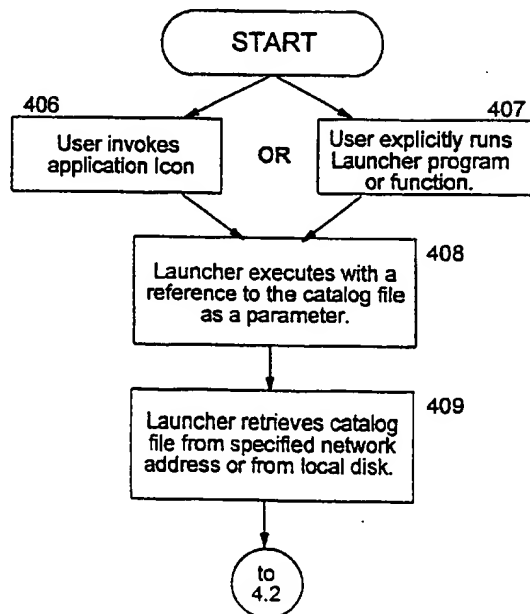 START
406
User invokes
application Icon
OR
407
User explicitly runs
Launcher program
or function.
408
Launcher executes with a
reference to the catalog file
as a parameter.
409
Launcher retrieves catalog
file from specified network
address or from local disk.
to
4.2